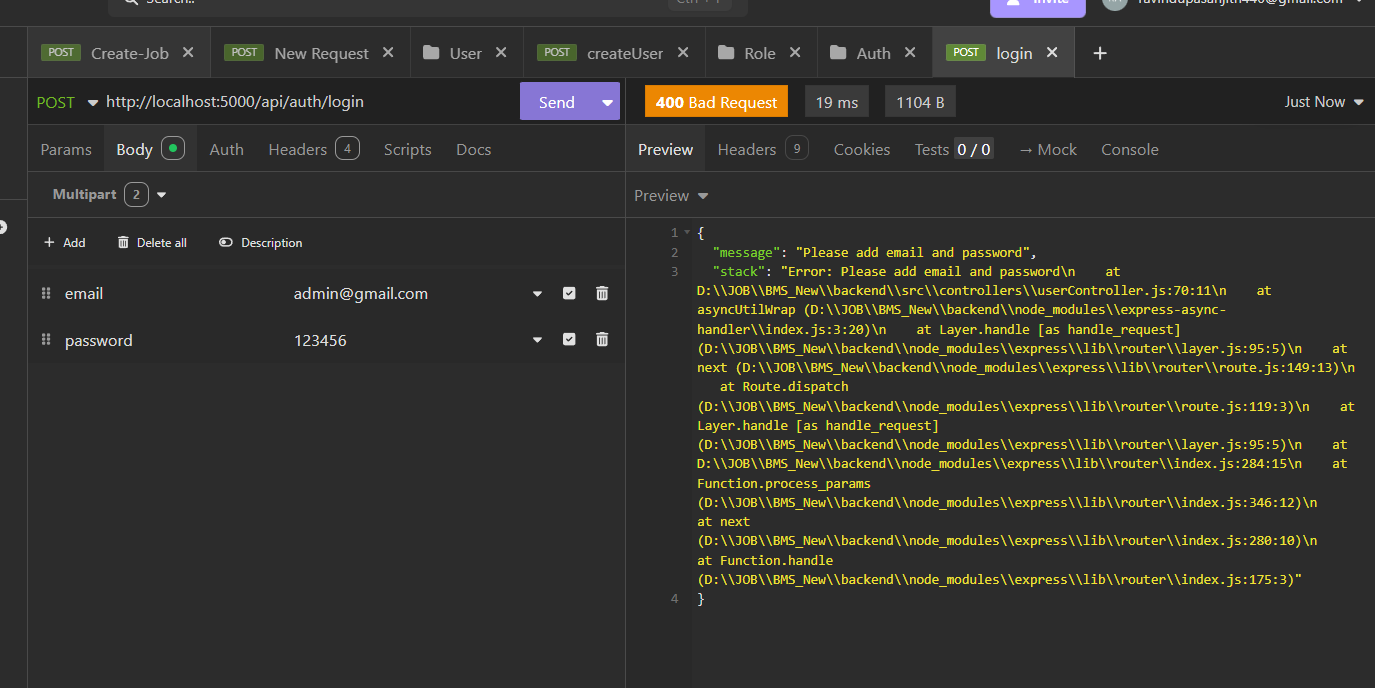 Search..
Ctrl + P
Invite
POST Create-Job
POST New Request
User
POST createUser
Role
Auth
POST login
POST http://localhost:5000/api/auth/login
Send
400 Bad Request
19 ms
1104 B
Just Now
Params
Body
Auth
Headers 4
Scripts
Docs
Preview
Headers 9
Cookies
Tests 0 / 0
→ Mock
Console
Multipart 2
Preview
+ Add
Delete all
Description
email admin@gmail.com
password 123456
1 {
2 "message": "Please add email and password",
3 "stack": "Error: Please add email and password\n    at
D:\\JOB\\BMS_New\\backend\\src\\controllers\\userController.js:70:11\n    at
asyncUtilWrap (D:\\JOB\\BMS_New\\backend\\node_modules\\express-async-
handler\\index.js:3:20)\n    at Layer.handle [as handle_request]
(D:\\JOB\\BMS_New\\backend\\node_modules\\express\\lib\\router\\layer.js:95:5)\n    at
next (D:\\JOB\\BMS_New\\backend\\node_modules\\express\\lib\\router\\route.js:149:13)\n
at Route.dispatch
(D:\\JOB\\BMS_New\\backend\\node_modules\\express\\lib\\router\\route.js:119:3)\n    at
Layer.handle [as handle_request]
(D:\\JOB\\BMS_New\\backend\\node_modules\\express\\lib\\router\\layer.js:95:5)\n    at
D:\\JOB\\BMS_New\\backend\\node_modules\\express\\lib\\router\\index.js:284:15\n    at
Function.process_params
(D:\\JOB\\BMS_New\\backend\\node_modules\\express\\lib\\router\\index.js:346:12)\n
at next
(D:\\JOB\\BMS_New\\backend\\node_modules\\express\\lib\\router\\index.js:280:10)\n
at Function.handle
(D:\\JOB\\BMS_New\\backend\\node_modules\\express\\lib\\router\\index.js:175:3)"
4 }